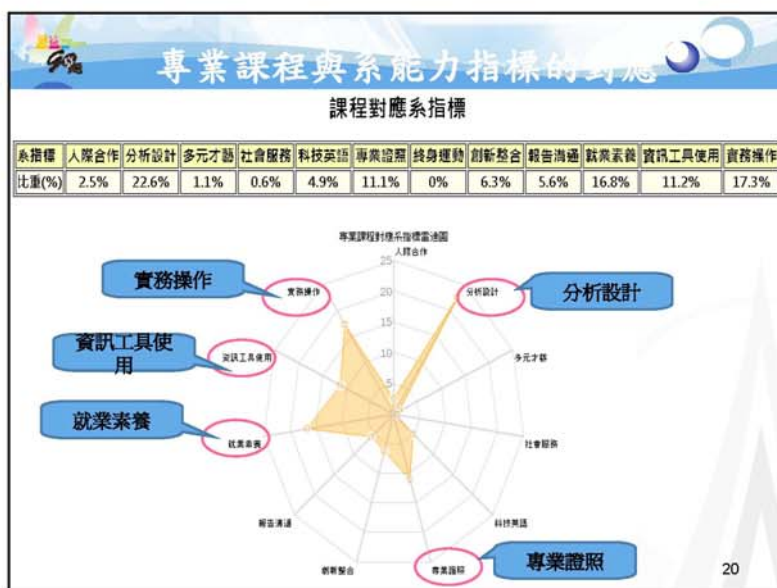 專業課程與系能力指標的對應
課程對應系指標
系指標 人際合作 分析設計 多元才藝 社會服務 科技英語 專業證照 終身運動 創新整合 報告溝通 就業素養 資訊工具使用 實務操作
比重(%) 2.5% 22.6% 1.1% 0.6% 4.9% 11.1% 0% 6.3% 5.6% 16.8% 11.2% 17.3%
專業課程對應系指標雷達圖
人際合作
25
20
15
10
5
實務操作
實務操作
分析設計
分析設計
資訊工具使
用
資訊工具使用
多元才藝
就業素養
就業素養
社會服務
報告溝通
科技英語
創新整合
專業證照
專業證照
20